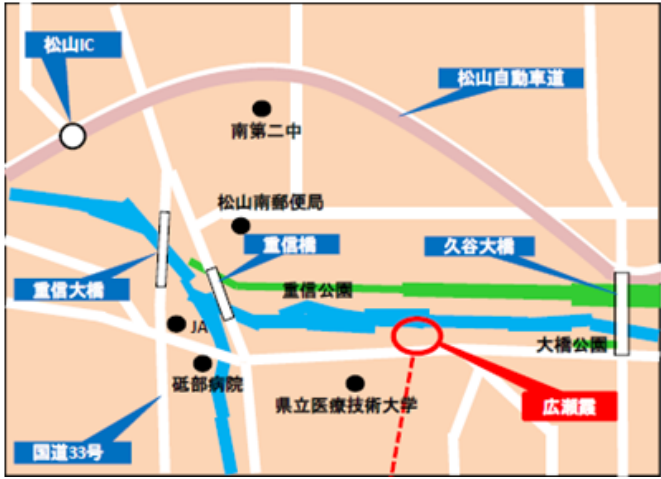 松山IC
松山自動車道
南第二中
松山南郵便局
重信橋
久谷大橋
重信大橋
重信公園
JA
大橋公園
砥部病院
県立医療技術大学
広瀬霞
国道33号